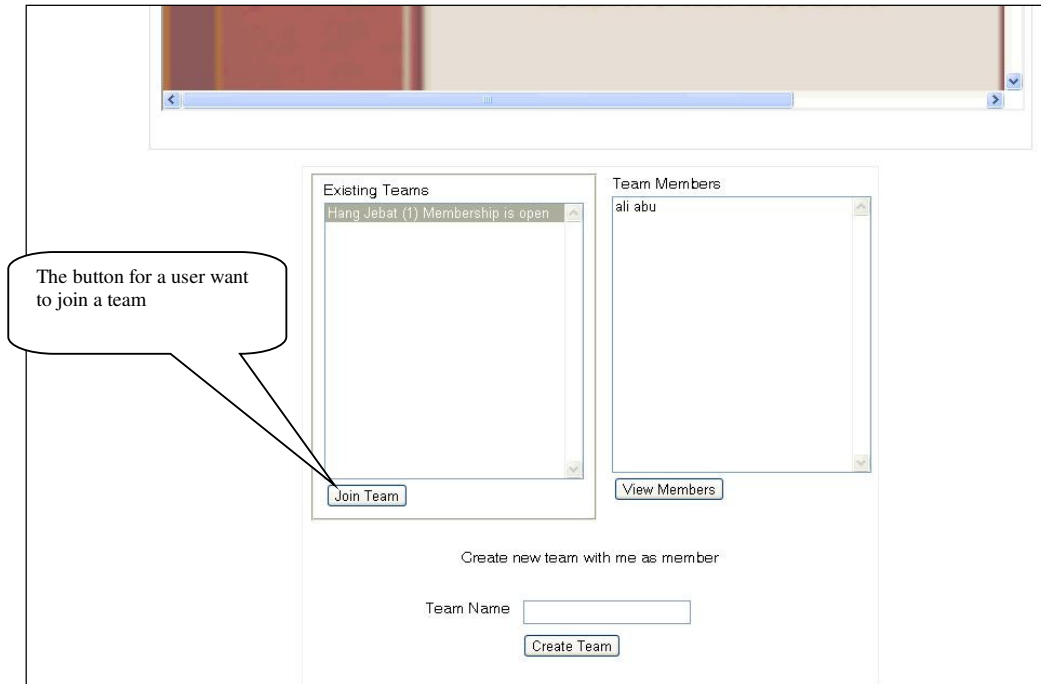 Existing Teams
Hang Jebat (1) Membership is open
Team Members
ali abu
The button for a user want
to join a team
Join Team
View Members
Create new team with me as member
Team Name
Create Team